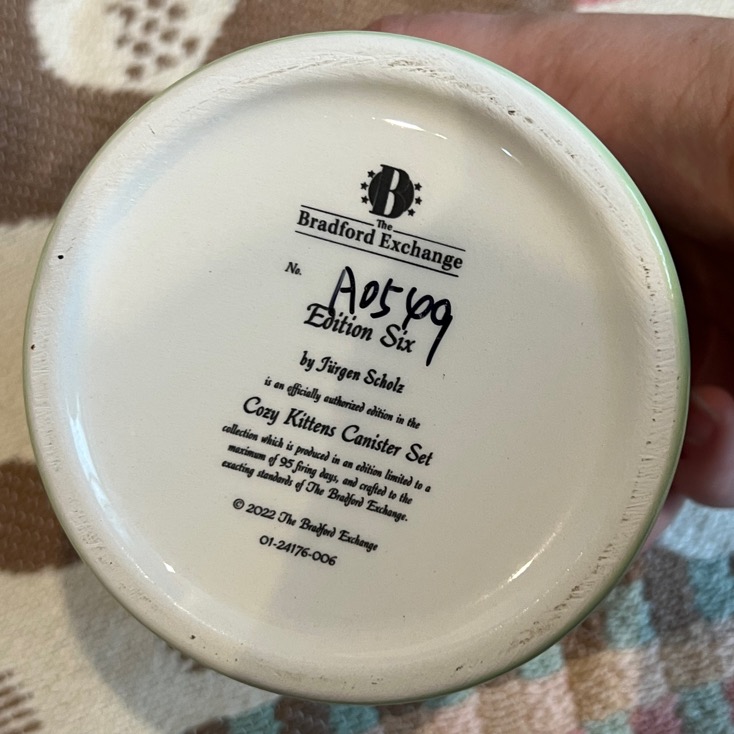 B
The
Bradford Exchange
No. A0549
Edition Six
by Jürgen Scholz
is an officially authorized edition in the
Cozy Kittens Canister Set
collection which is produced in an edition limited to a
maximum of 95 firing days, and crafted to the
exacting standards of The Bradford Exchange.
© 2022 The Bradford Exchange
01-24176-006